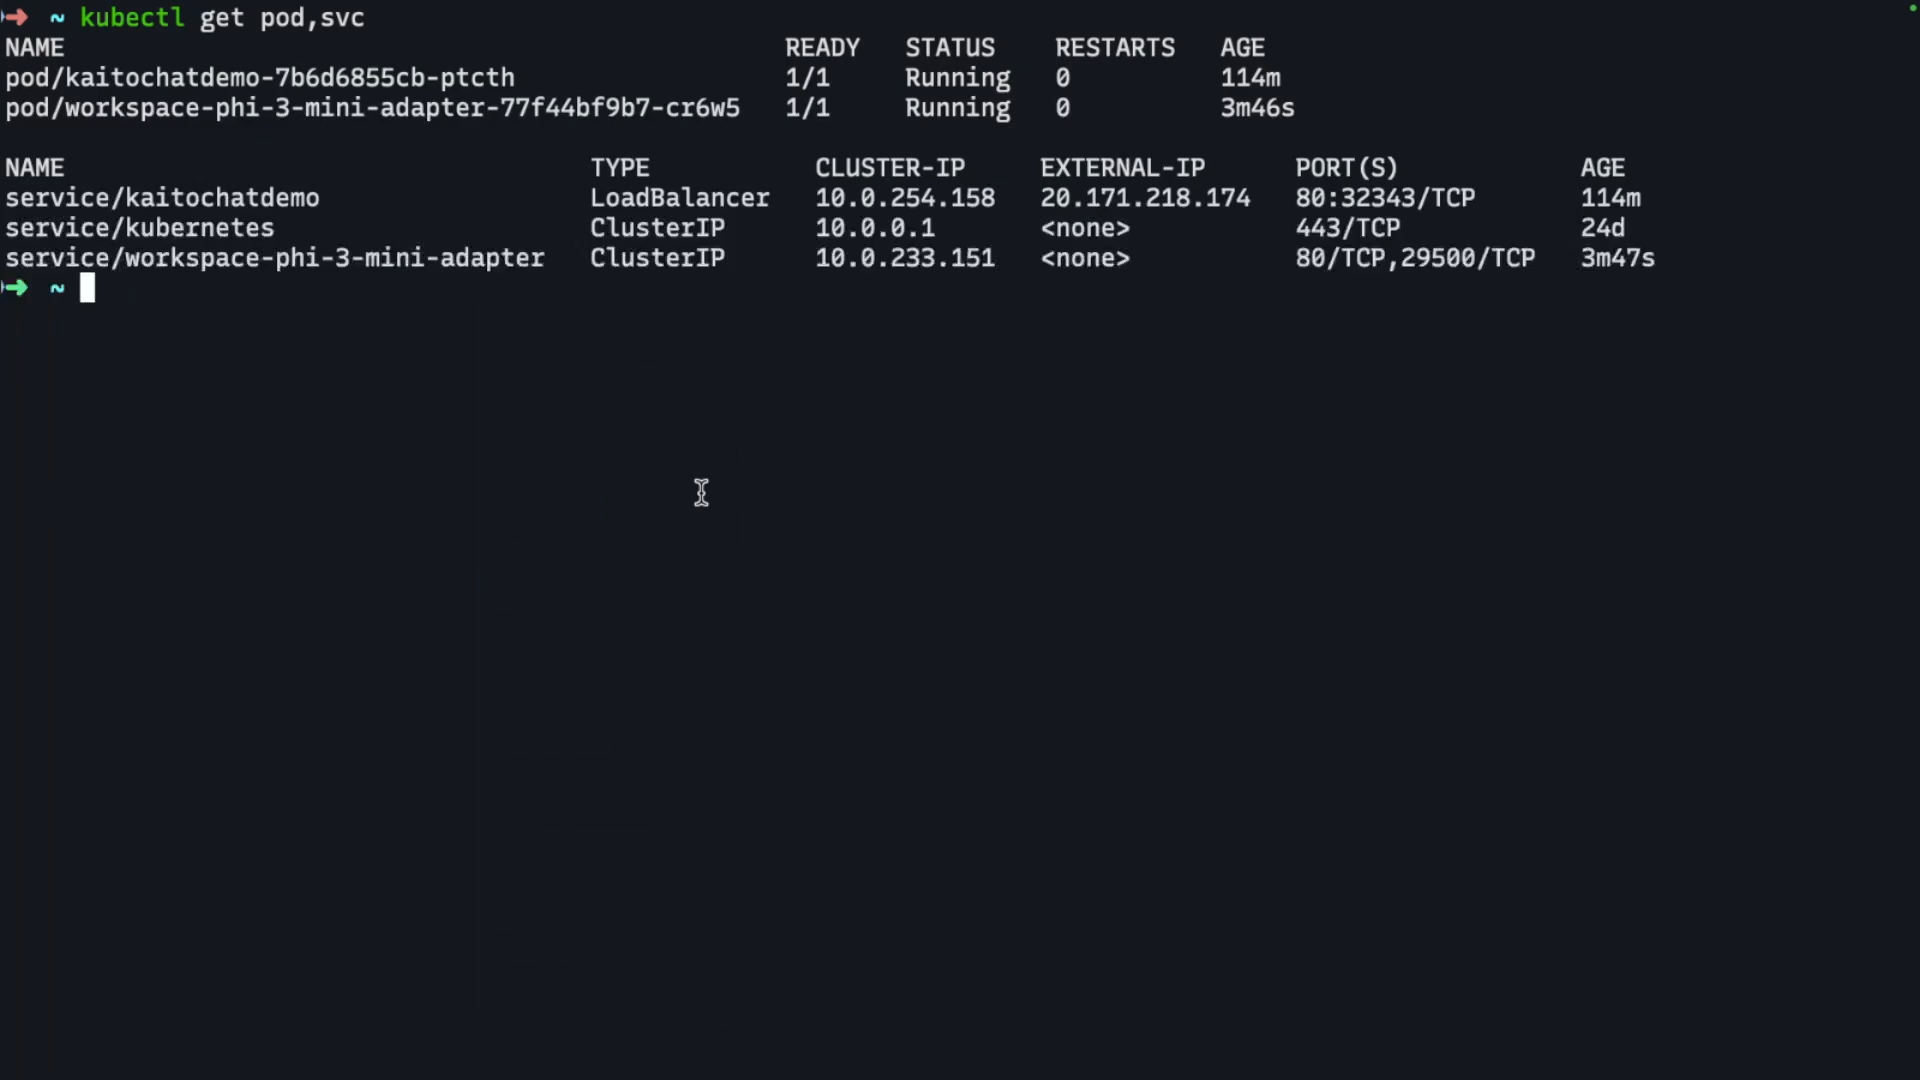 ➜ ~ kubectl get pod,svc
NAME READY STATUS RESTARTS AGE
pod/kaitochatdemo-7b6d6855cb-ptcth 1/1 Running 0 114m
pod/workspace-phi-3-mini-adapter-77f44bf9b7-cr6w5 1/1 Running 0 3m46s
NAME TYPE CLUSTER-IP EXTERNAL-IP PORT(S) AGE
service/kaitochatdemo LoadBalancer 10.0.254.158 20.171.218.174 80:32343/TCP 114m
service/kubernetes ClusterIP 10.0.0.1 <none> 443/TCP 24d
service/workspace-phi-3-mini-adapter ClusterIP 10.0.233.151 <none> 80/TCP,29500/TCP 3m47s
➜ ~